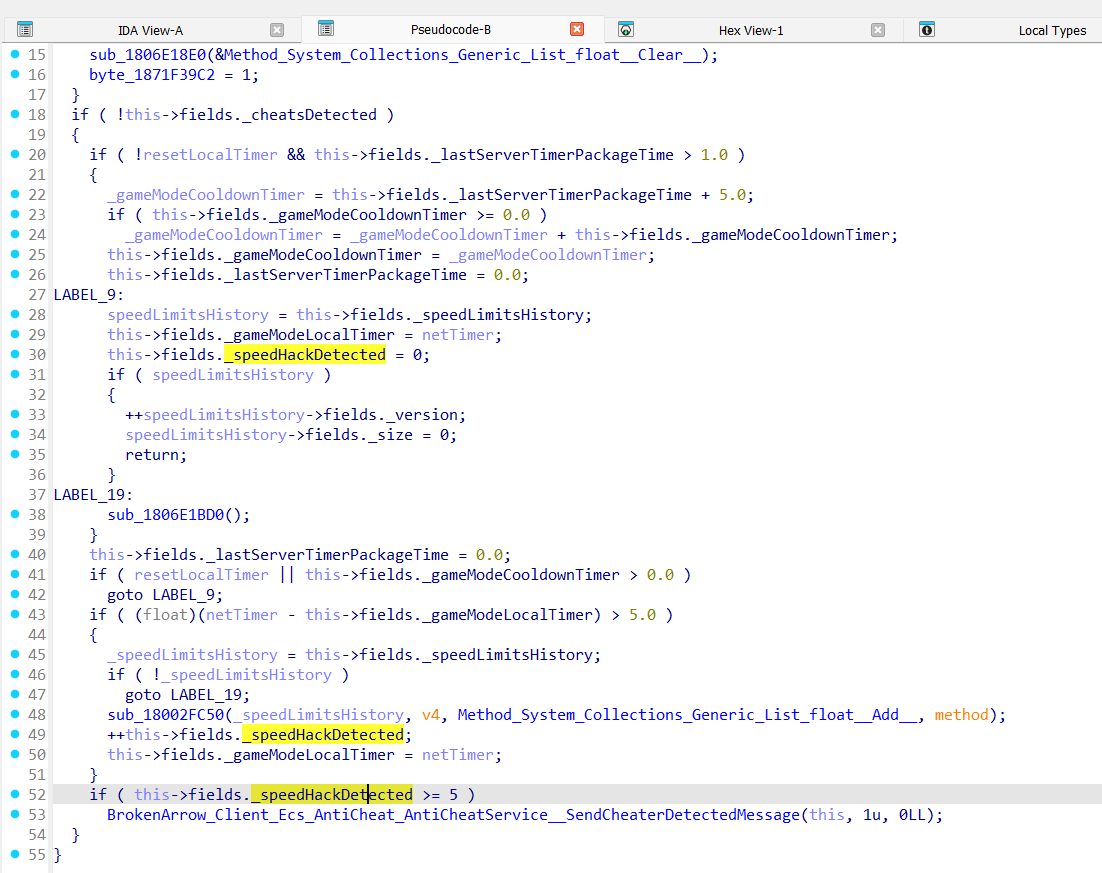 IDA View-A Pseudocode-B Hex View-1 Local Types
15 sub_1806E18E0(&Method_System_Collections_Generic_List_float__Clear__);
16 byte_1871F39C2 = 1;
17 }
18 if ( !this->fields._cheatsDetected )
19 {
20 if ( !resetLocalTimer && this->fields._lastServerTimerPackageTime > 1.0 )
21 {
22 _gameModeCooldownTimer = this->fields._lastServerTimerPackageTime + 5.0;
23 if ( this->fields._gameModeCooldownTimer >= 0.0 )
24 _gameModeCooldownTimer = _gameModeCooldownTimer + this->fields._gameModeCooldownTimer;
25 this->fields._gameModeCooldownTimer = _gameModeCooldownTimer;
26 this->fields._lastServerTimerPackageTime = 0.0;
27 LABEL_9:
28 speedLimitsHistory = this->fields._speedLimitsHistory;
29 this->fields._gameModeLocalTimer = netTimer;
30 this->fields._speedHackDetected = 0;
31 if ( speedLimitsHistory )
32 {
33 ++speedLimitsHistory->fields._version;
34 speedLimitsHistory->fields._size = 0;
35 return;
36 }
37 LABEL_19:
38 sub_1806E1BD0();
39 }
40 this->fields._lastServerTimerPackageTime = 0.0;
41 if ( resetLocalTimer || this->fields._gameModeCooldownTimer > 0.0 )
42 goto LABEL_9;
43 if ( (float)(netTimer - this->fields._gameModeLocalTimer) > 5.0 )
44 {
45 _speedLimitsHistory = this->fields._speedLimitsHistory;
46 if ( !_speedLimitsHistory )
47 goto LABEL_19;
48 sub_18002FC50(_speedLimitsHistory, v4, Method_System_Collections_Generic_List_float__Add__, method);
49 ++this->fields._speedHackDetected;
50 this->fields._gameModeLocalTimer = netTimer;
51 }
52 if ( this->fields._speedHackDetected >= 5 )
53 BrokenArrow_Client_Ecs_AntiCheat_AntiCheatService__SendCheaterDetectedMessage(this, 1u, 0LL);
54 }
55 }